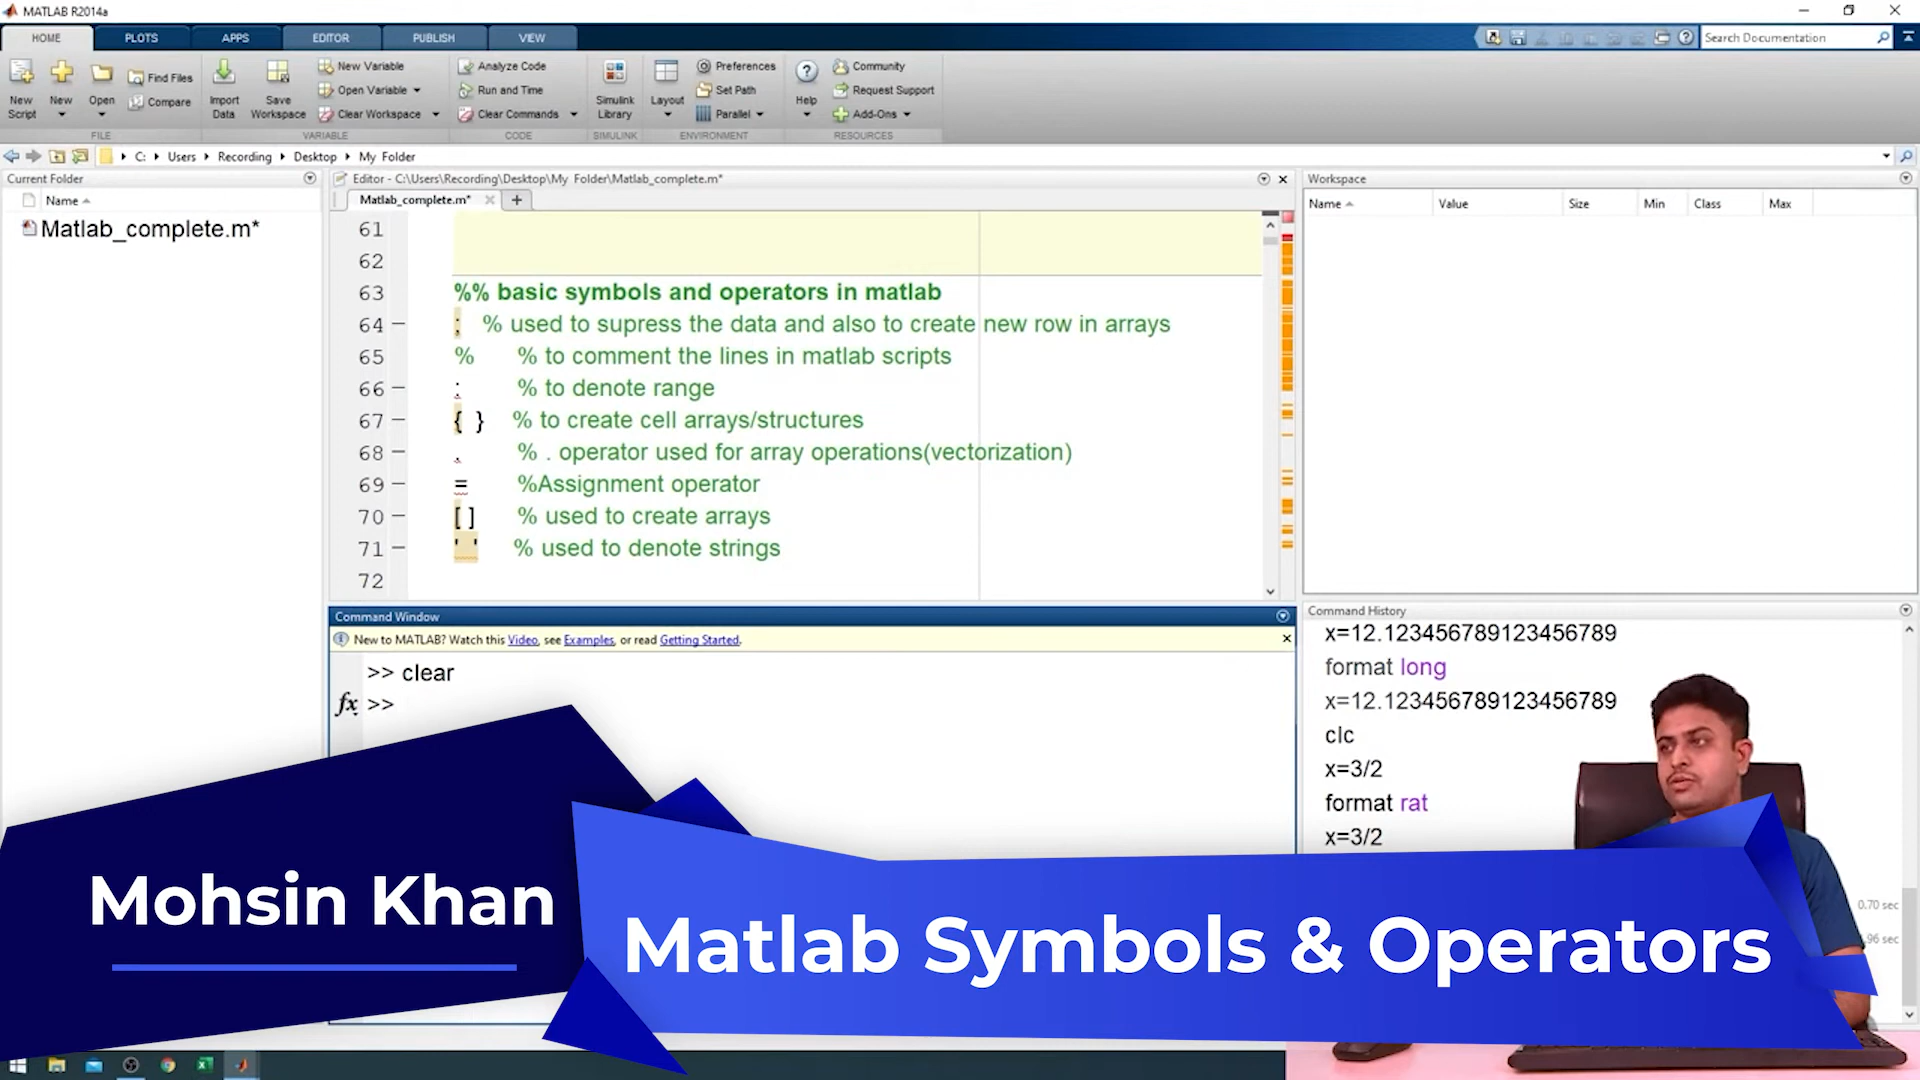 MATLAB R2014a
HOME PLOTS APPS EDITOR PUBLISH VIEW
Search Documentation
New Script
New
Open
Find Files
Compare
FILE
Import Data
Save Workspace
New Variable
Open Variable
Clear Workspace
VARIABLE
Analyze Code
Run and Time
Clear Commands
CODE
Simulink Library
SIMULINK
Layout
Preferences
Set Path
Parallel
ENVIRONMENT
Help
Community
Request Support
Add-Ons
RESOURCES
C: Users Recording Desktop My Folder
Current Folder
Name
Matlab_complete.m*
Editor - C:\Users\Recording\Desktop\My Folder\Matlab_complete.m*
Matlab_complete.m*
61
62
63 %% basic symbols and operators in matlab
64 ; % used to supress the data and also to create new row in arrays
65 % % to comment the lines in matlab scripts
66 : % to denote range
67 { } % to create cell arrays/structures
68 . % . operator used for array operations(vectorization)
69 = %Assignment operator
70 [ ] % used to create arrays
71 ' ' % used to denote strings
72
Workspace
Name Value Size Min Class Max
Command Window
New to MATLAB? Watch this Video, see Examples, or read Getting Started.
>> clear
fx >>
Command History
x=12.123456789123456789
format long
x=12.123456789123456789
clc
x=3/2
format rat
x=3/2
0.70 sec
.96 sec
Mohsin Khan
Matlab Symbols & Operators